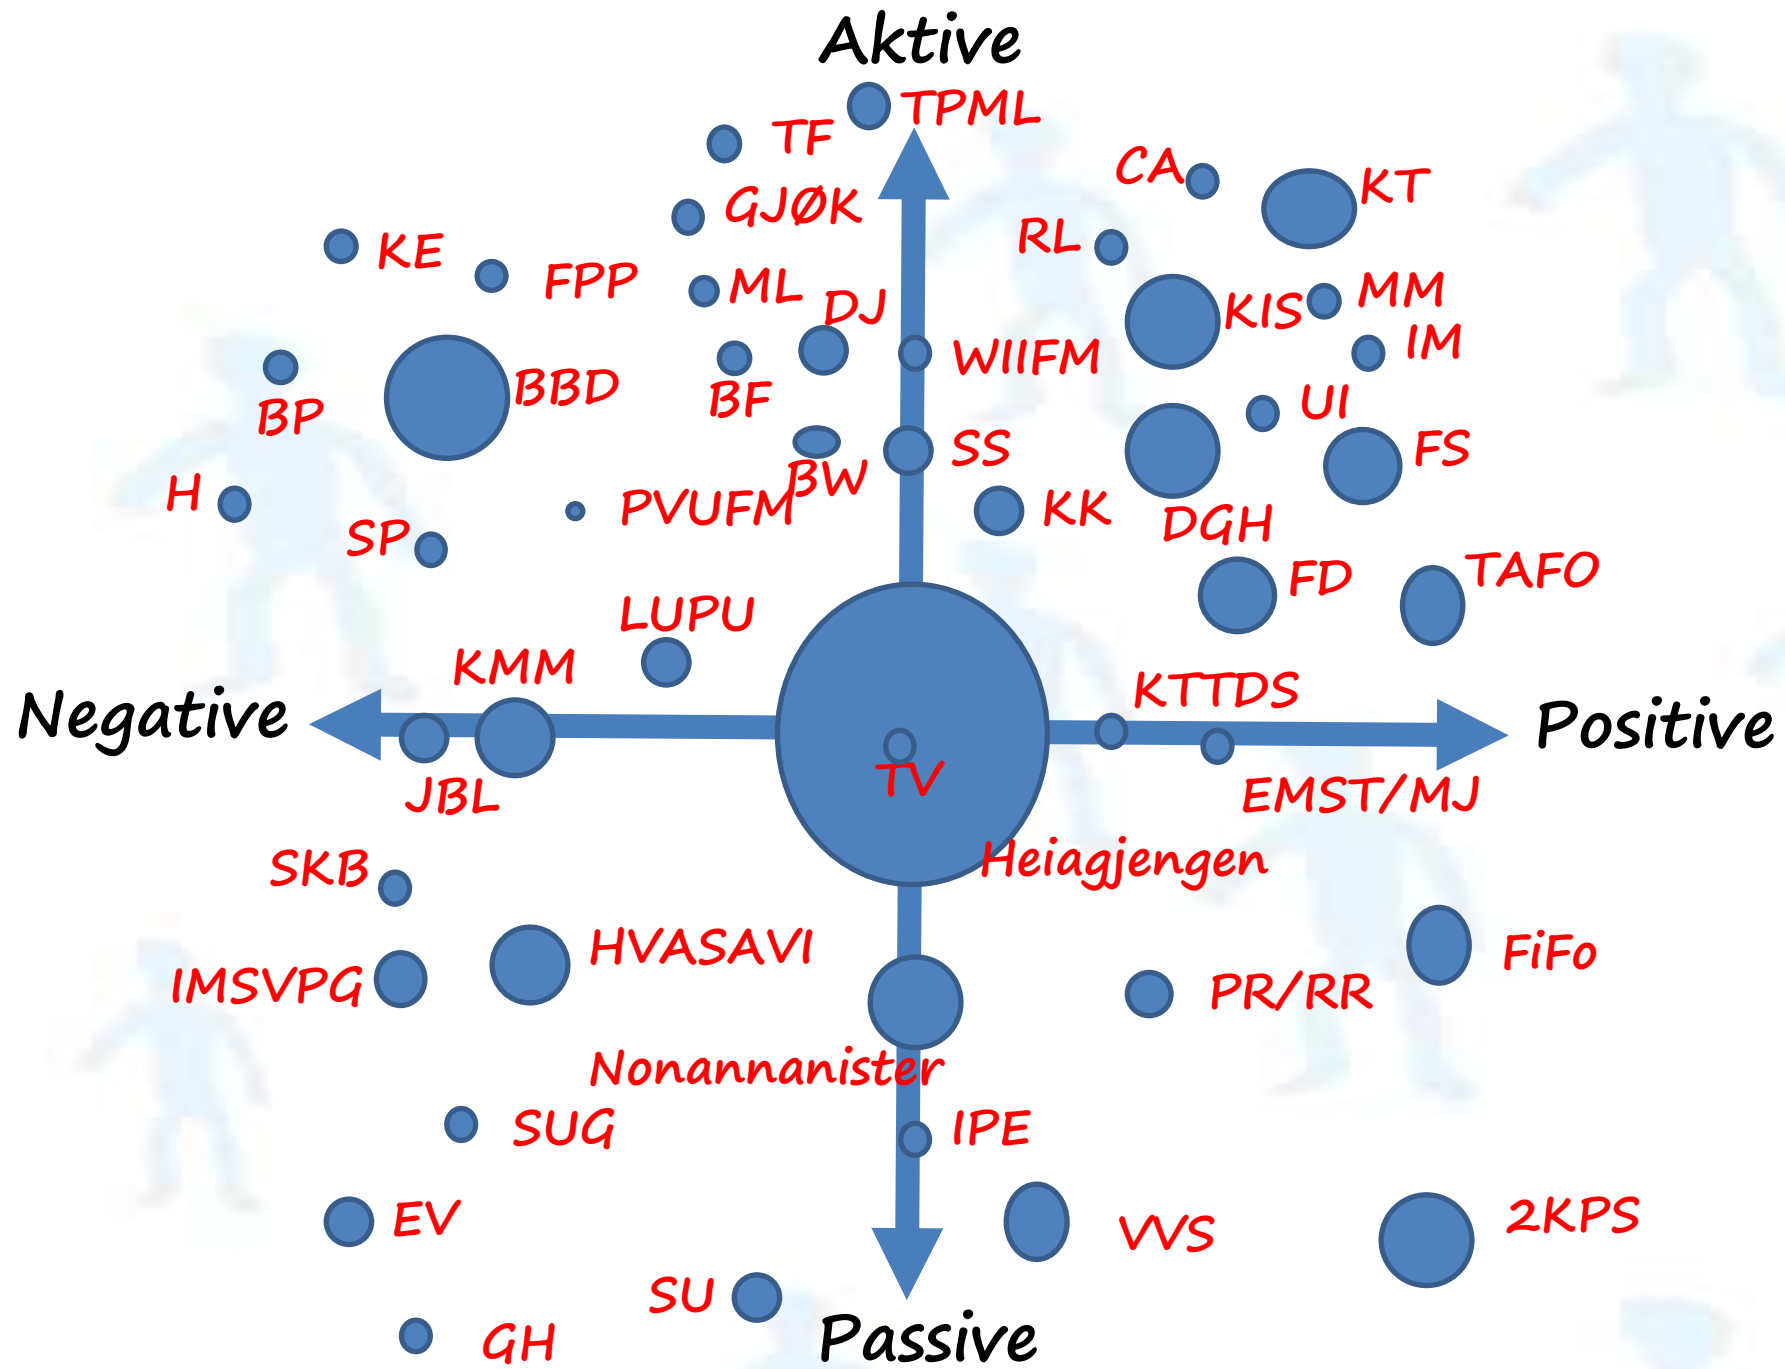 Aktive
TPML
TF
CA
KT
GJØK
RL
KE
FPP
ML
DJ
KIS
MM
IM
WIIFM
BBD
BF
BP
UI
SS
FS
BW
H
PVUFM
KK
DGH
SP
TAFO
FD
LUPU
KMM
KTTDS
Negative
Positive
TV
JBL
EMST/MJ
Heiagjengen
SKB
HVASAVI
FiFo
IMSVPG
PR/RR
Nonannanister
SUG
IPE
EV
VVS
2KPS
SU
GH
Passive